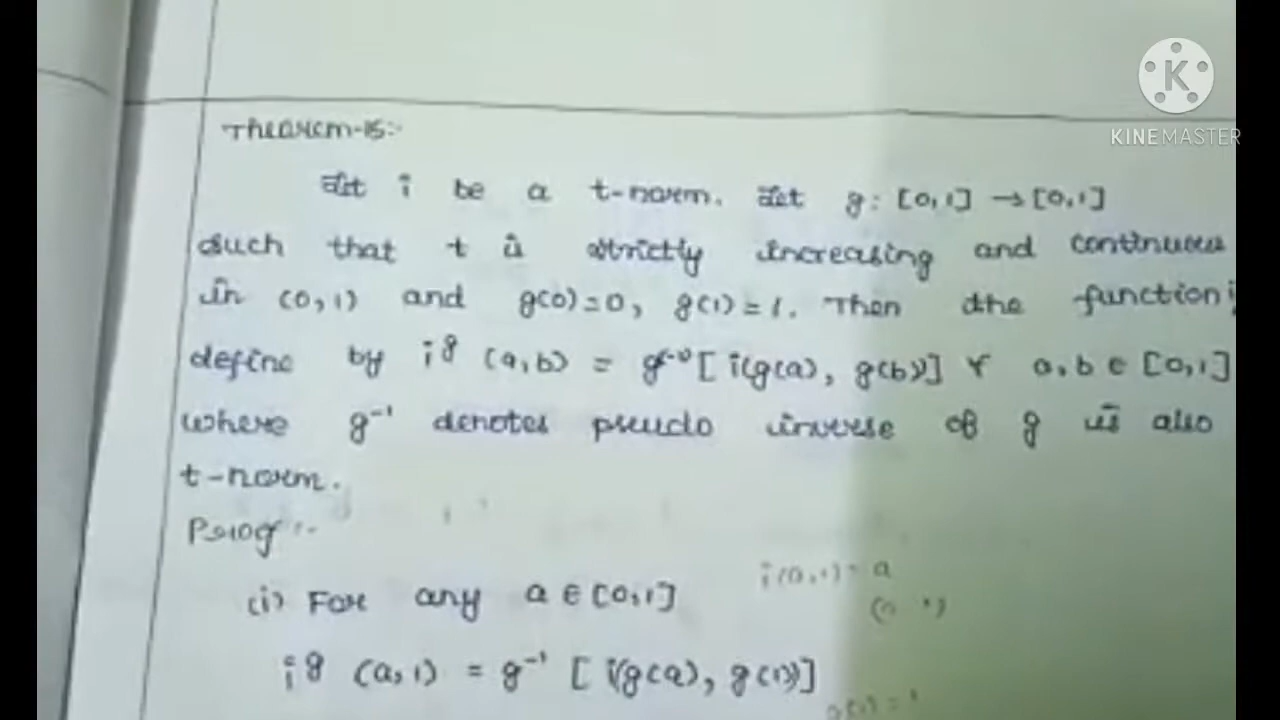 K
KINEMASTER
Theorem-15:-
Let i be a t-norm. Let g: [0,1] → [0,1]
such that t is strictly increasing and continuous
in (0,1) and g(0)=0, g(1)=1. Then the function i
define by i^g (a,b) = g^-1 [ i(g(a), g(b)] ∀ a,b ∈ [0,1]
where g^-1 denotes pseudo inverse of g is also
t-norm.
Proof :-
i(a,1) = a
(i) For any a ∈ [0,1]
i^g (a,1) = g^-1 [ i(g(a), g(1))]